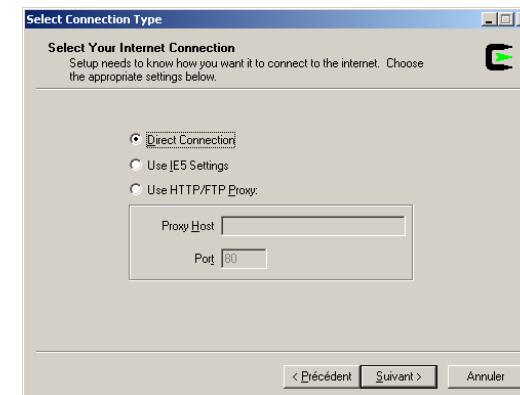 Select Connection Type
Select Your Internet Connection
Setup needs to know how you want it to connect to the internet. Choose
the appropriate settings below.
Direct Connection
Use IE5 Settings
Use HTTP/FTP Proxy:
Proxy Host
Port 80
< Précédent Suivant > Annuler